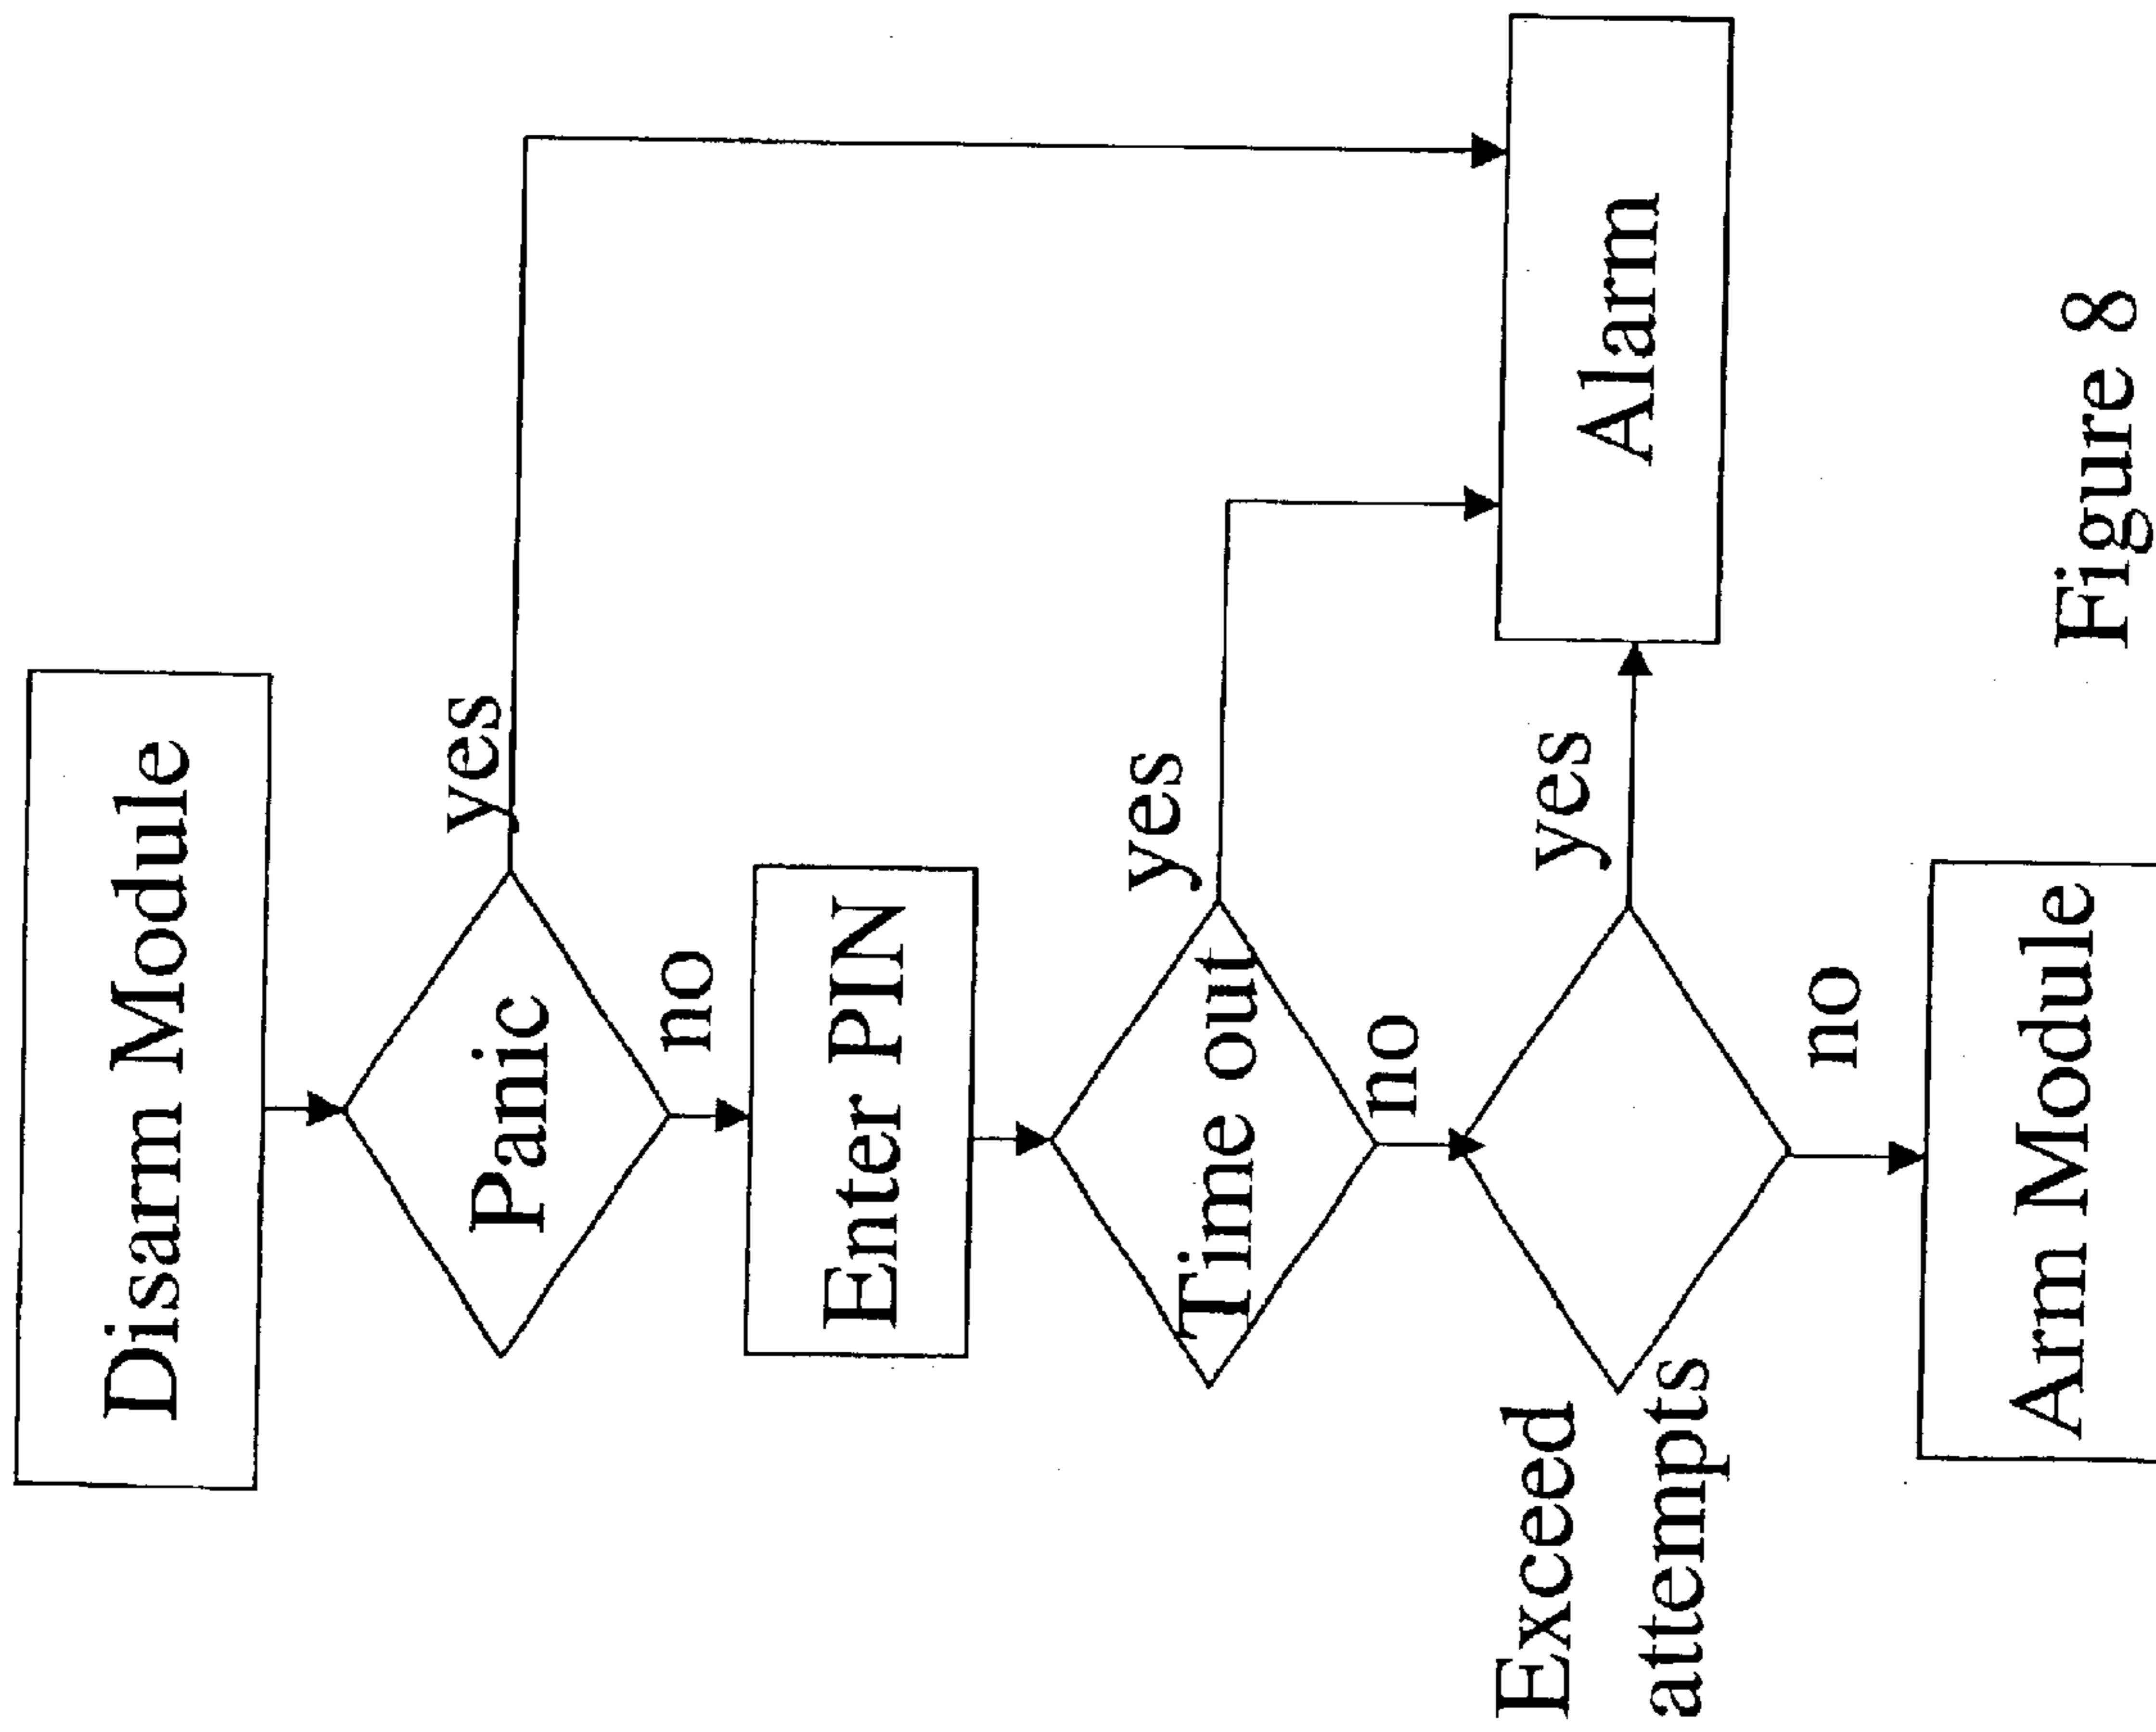 Disarm Module
Panic
yes
no
Enter PIN
Time out
yes
no
Exceed
attempts
yes
Alarm
no
Arm Module
Figure 8